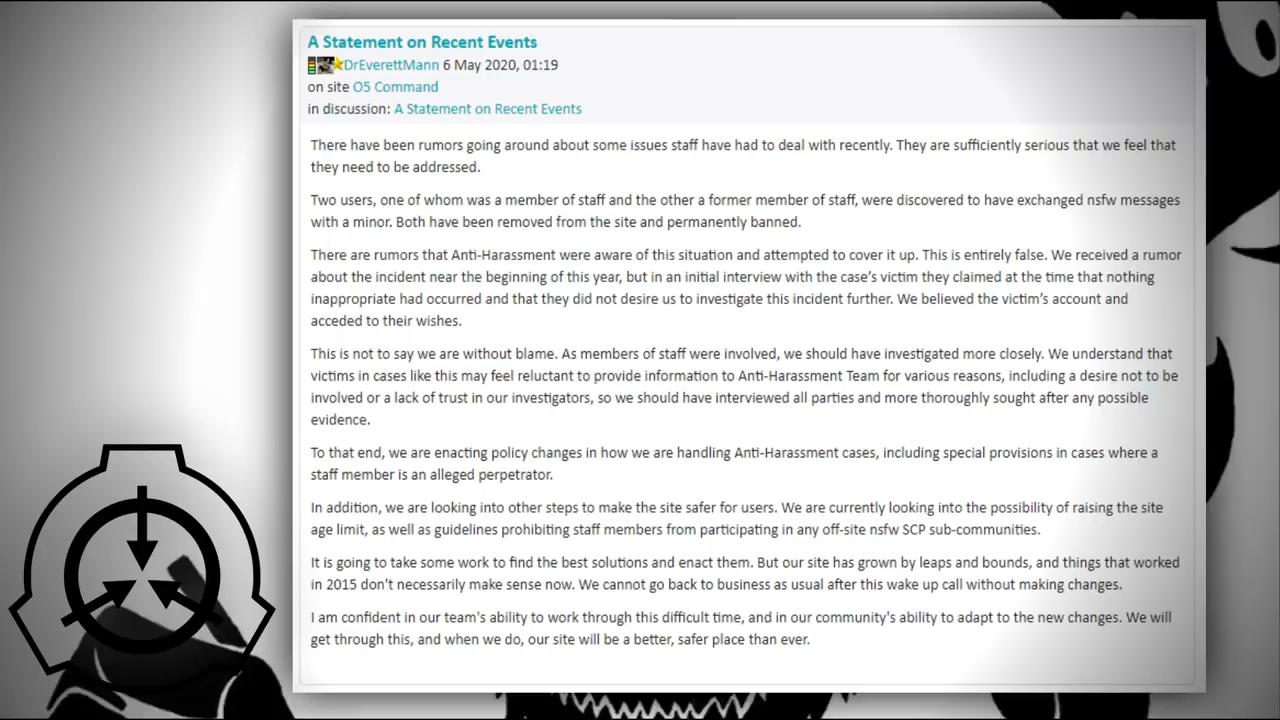 A Statement on Recent Events
DrEverettMann 6 May 2020, 01:19
on site O5 Command
in discussion: A Statement on Recent Events
There have been rumors going around about some issues staff have had to deal with recently. They are sufficiently serious that we feel that
they need to be addressed.
Two users, one of whom was a member of staff and the other a former member of staff, were discovered to have exchanged nsfw messages
with a minor. Both have been removed from the site and permanently banned.
There are rumors that Anti-Harassment were aware of this situation and attempted to cover it up. This is entirely false. We received a rumor
about the incident near the beginning of this year, but in an initial interview with the case's victim they claimed at the time that nothing
inappropriate had occurred and that they did not desire us to investigate this incident further. We believed the victim's account and
acceded to their wishes.
This is not to say we are without blame. As members of staff were involved, we should have investigated more closely. We understand that
victims in cases like this may feel reluctant to provide information to Anti-Harassment Team for various reasons, including a desire not to be
involved or a lack of trust in our investigators, so we should have interviewed all parties and more thoroughly sought after any possible
evidence.
To that end, we are enacting policy changes in how we are handling Anti-Harassment cases, including special provisions in cases where a
staff member is an alleged perpetrator.
In addition, we are looking into other steps to make the site safer for users. We are currently looking into the possibility of raising the site
age limit, as well as guidelines prohibiting staff members from participating in any off-site nsfw SCP sub-communities.
It is going to take some work to find the best solutions and enact them. But our site has grown by leaps and bounds, and things that worked
in 2015 don't necessarily make sense now. We cannot go back to business as usual after this wake up call without making changes.
I am confident in our team's ability to work through this difficult time, and in our community's ability to adapt to the new changes. We will
get through this, and when we do, our site will be a better, safer place than ever.